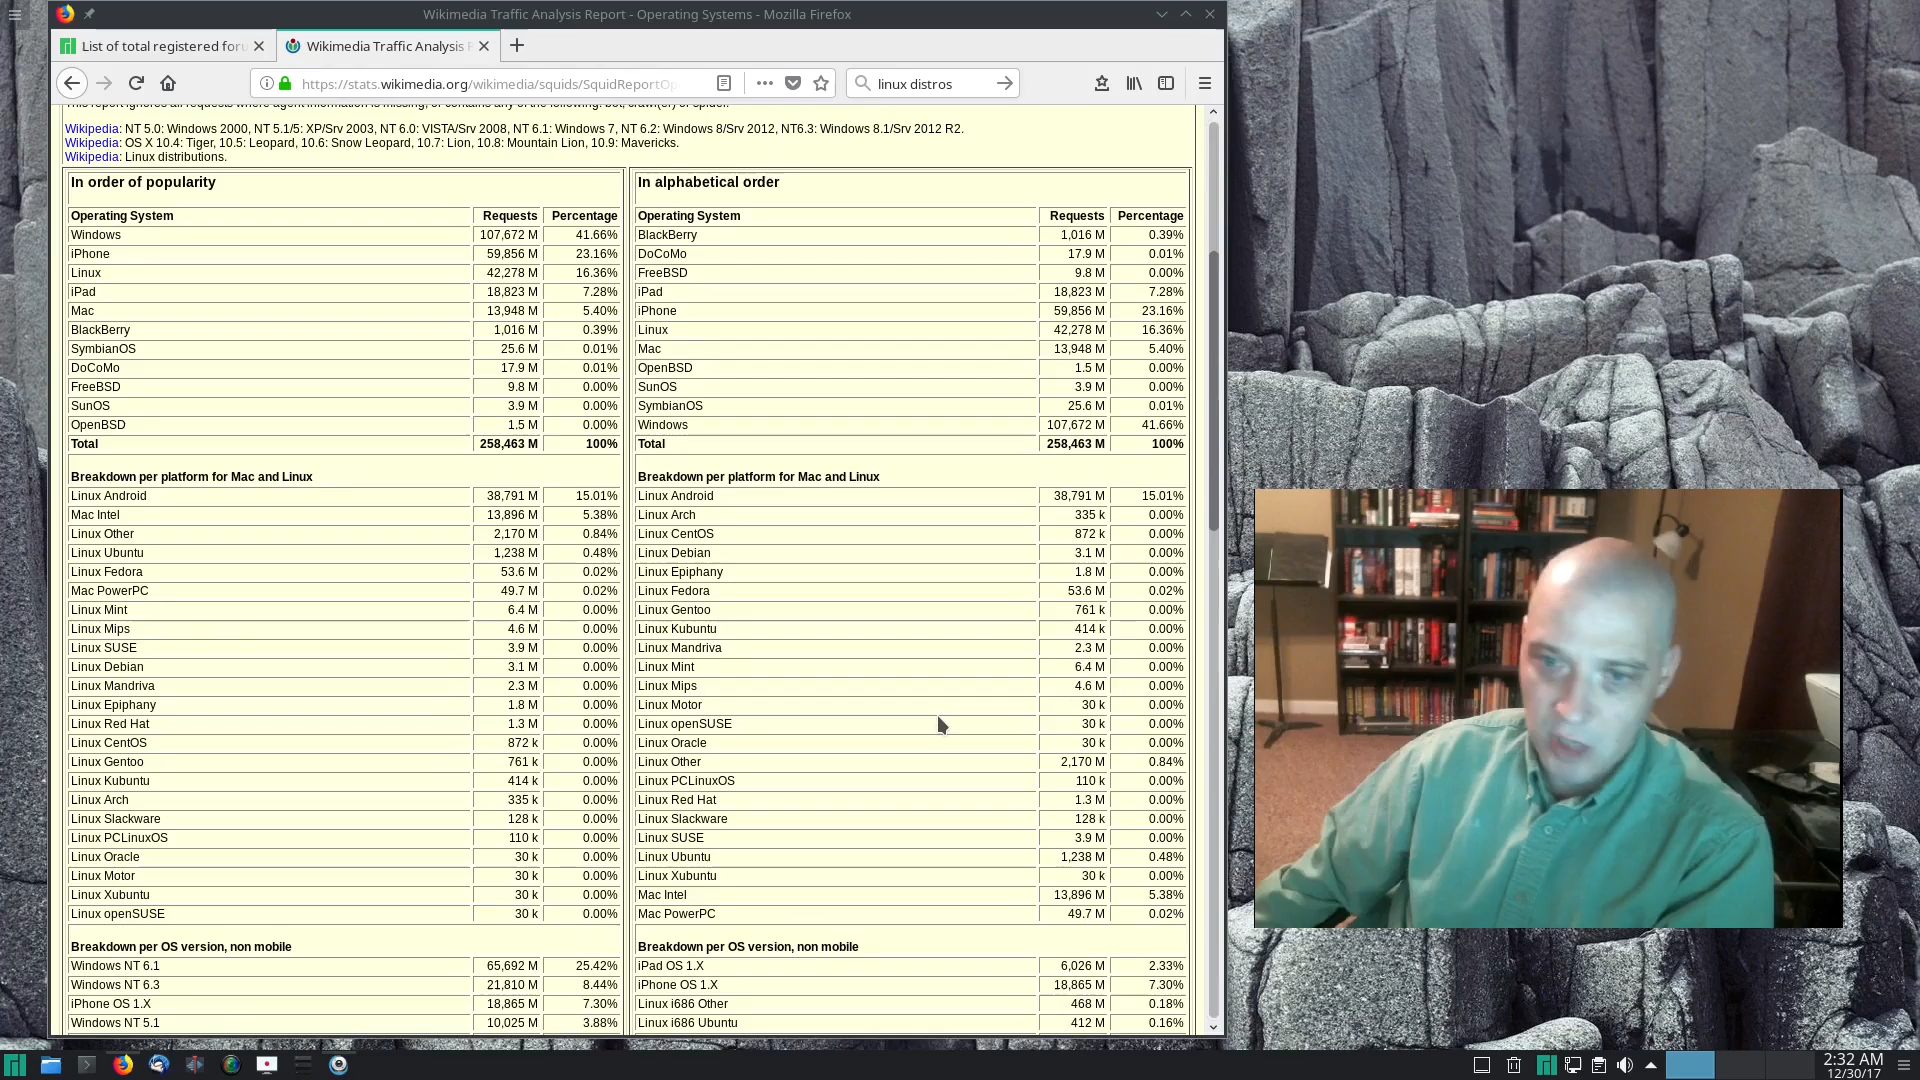 Wikimedia Traffic Analysis Report - Operating Systems - Mozilla Firefox
List of total registered foru
Wikimedia Traffic Analysis R
https://stats.wikimedia.org/wikimedia/squids/SquidReportOp
linux distros
This report ignores all requests where agent information is missing, or contains any of the following: bot, crawl(er) or spider.
Wikipedia: NT 5.0: Windows 2000, NT 5.1/5: XP/Srv 2003, NT 6.0: VISTA/Srv 2008, NT 6.1: Windows 7, NT 6.2: Windows 8/Srv 2012, NT6.3: Windows 8.1/Srv 2012 R2.
Wikipedia: OS X 10.4: Tiger, 10.5: Leopard, 10.6: Snow Leopard, 10.7: Lion, 10.8: Mountain Lion, 10.9: Mavericks.
Wikipedia: Linux distributions.
In order of popularity
Operating System Requests Percentage
Windows 107,672 M 41.66%
iPhone 59,856 M 23.16%
Linux 42,278 M 16.36%
iPad 18,823 M 7.28%
Mac 13,948 M 5.40%
BlackBerry 1,016 M 0.39%
SymbianOS 25.6 M 0.01%
DoCoMo 17.9 M 0.01%
FreeBSD 9.8 M 0.00%
SunOS 3.9 M 0.00%
OpenBSD 1.5 M 0.00%
Total 258,463 M 100%
Breakdown per platform for Mac and Linux
Linux Android 38,791 M 15.01%
Mac Intel 13,896 M 5.38%
Linux Other 2,170 M 0.84%
Linux Ubuntu 1,238 M 0.48%
Linux Fedora 53.6 M 0.02%
Mac PowerPC 49.7 M 0.02%
Linux Mint 6.4 M 0.00%
Linux Mips 4.6 M 0.00%
Linux SUSE 3.9 M 0.00%
Linux Debian 3.1 M 0.00%
Linux Mandriva 2.3 M 0.00%
Linux Epiphany 1.8 M 0.00%
Linux Red Hat 1.3 M 0.00%
Linux CentOS 872 k 0.00%
Linux Gentoo 761 k 0.00%
Linux Kubuntu 414 k 0.00%
Linux Arch 335 k 0.00%
Linux Slackware 128 k 0.00%
Linux PCLinuxOS 110 k 0.00%
Linux Oracle 30 k 0.00%
Linux Motor 30 k 0.00%
Linux Xubuntu 30 k 0.00%
Linux openSUSE 30 k 0.00%
Breakdown per OS version, non mobile
Windows NT 6.1 65,692 M 25.42%
Windows NT 6.3 21,810 M 8.44%
iPhone OS 1.X 18,865 M 7.30%
Windows NT 5.1 10,025 M 3.88%
In alphabetical order
Operating System Requests Percentage
BlackBerry 1,016 M 0.39%
DoCoMo 17.9 M 0.01%
FreeBSD 9.8 M 0.00%
iPad 18,823 M 7.28%
iPhone 59,856 M 23.16%
Linux 42,278 M 16.36%
Mac 13,948 M 5.40%
OpenBSD 1.5 M 0.00%
SunOS 3.9 M 0.00%
SymbianOS 25.6 M 0.01%
Windows 107,672 M 41.66%
Total 258,463 M 100%
Breakdown per platform for Mac and Linux
Linux Android 38,791 M 15.01%
Linux Arch 335 k 0.00%
Linux CentOS 872 k 0.00%
Linux Debian 3.1 M 0.00%
Linux Epiphany 1.8 M 0.00%
Linux Fedora 53.6 M 0.02%
Linux Gentoo 761 k 0.00%
Linux Kubuntu 414 k 0.00%
Linux Mandriva 2.3 M 0.00%
Linux Mint 6.4 M 0.00%
Linux Mips 4.6 M 0.00%
Linux Motor 30 k 0.00%
Linux openSUSE 30 k 0.00%
Linux Oracle 30 k 0.00%
Linux Other 2,170 M 0.84%
Linux PCLinuxOS 110 k 0.00%
Linux Red Hat 1.3 M 0.00%
Linux Slackware 128 k 0.00%
Linux SUSE 3.9 M 0.00%
Linux Ubuntu 1,238 M 0.48%
Linux Xubuntu 30 k 0.00%
Mac Intel 13,896 M 5.38%
Mac PowerPC 49.7 M 0.02%
Breakdown per OS version, non mobile
iPad OS 1.X 6,026 M 2.33%
iPhone OS 1.X 18,865 M 7.30%
Linux i686 Other 468 M 0.18%
Linux i686 Ubuntu 412 M 0.16%
2:32 AM
12/30/17